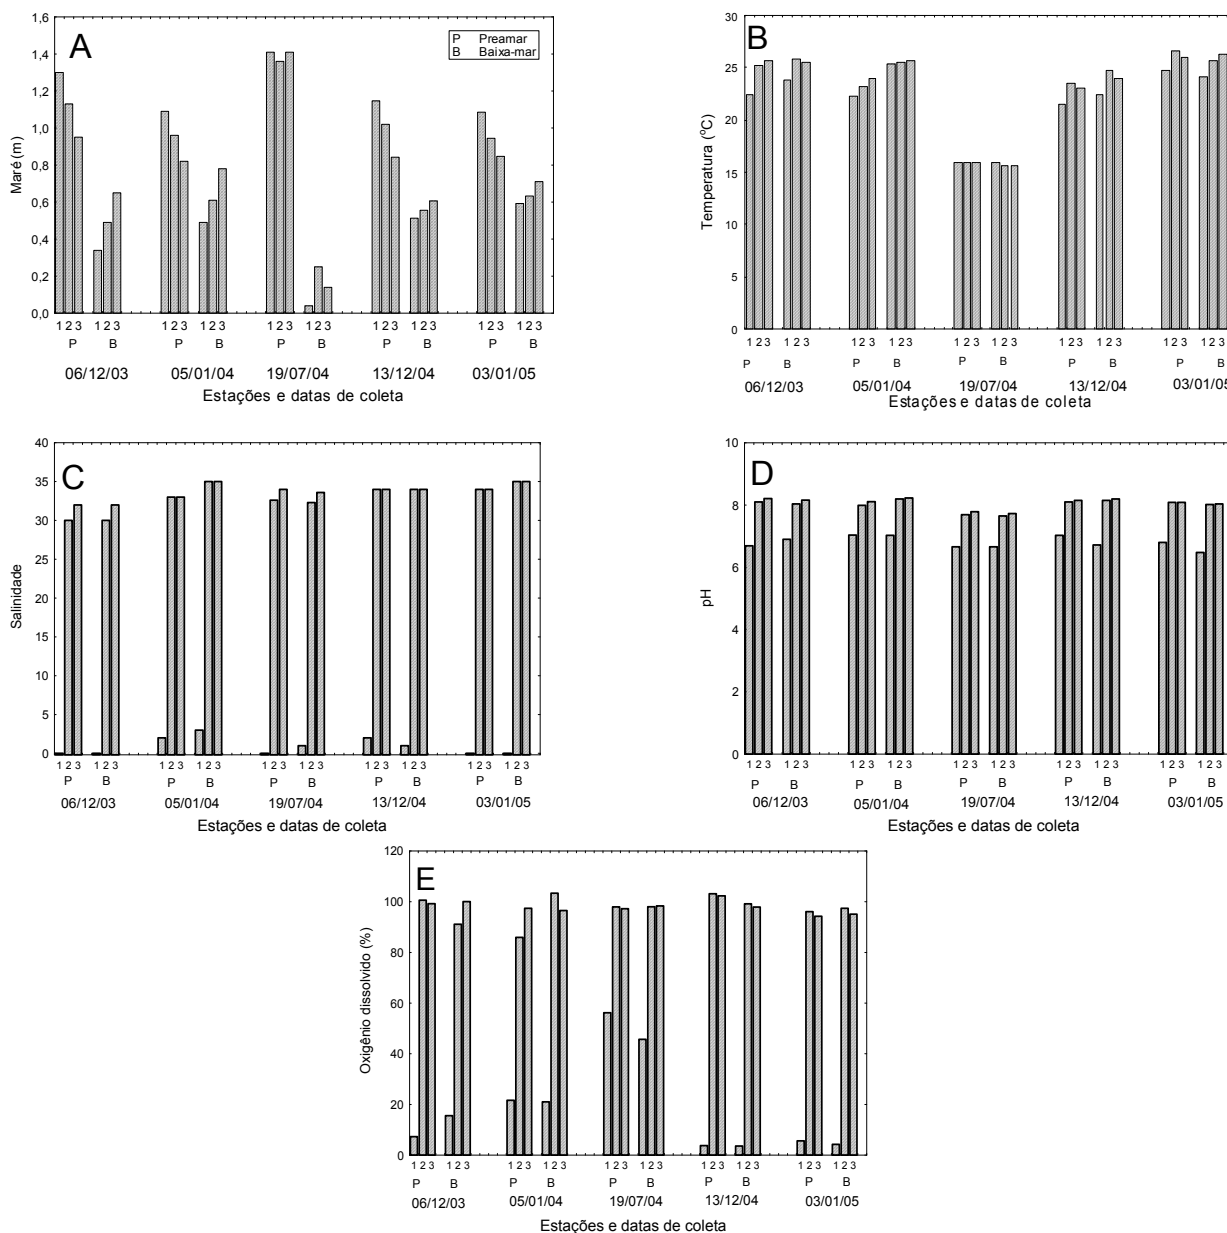 A
Maré (m)
1,6
1,4
1,2
1,0
0,8
0,6
0,4
0,2
0,0
P Preamar
B Baixa-mar
1 2 3 1 2 3 1 2 3 1 2 3 1 2 3 1 2 3 1 2 3 1 2 3 1 2 3 1 2 3
P B P B P B P B P B
06/12/03 05/01/04 19/07/04 13/12/04 03/01/05
Estações e datas de coleta
B
Temperatura (°C)
30
25
20
15
10
5
0
1 2 3 1 2 3 1 2 3 1 2 3 1 2 3 1 2 3 1 2 3 1 2 3 1 2 3 1 2 3
P B P B P B P B P B
06/12/03 05/01/04 19/07/04 13/12/04 03/01/05
Estações e datas de coleta
C
Salinidade
40
35
30
25
20
15
10
5
0
1 2 3 1 2 3 1 2 3 1 2 3 1 2 3 1 2 3 1 2 3 1 2 3 1 2 3 1 2 3
P B P B P B P B P B
06/12/03 05/01/04 19/07/04 13/12/04 03/01/05
Estações e datas de coleta
D
pH
10
8
6
4
2
0
1 2 3 1 2 3 1 2 3 1 2 3 1 2 3 1 2 3 1 2 3 1 2 3 1 2 3 1 2 3
P B P B P B P B P B
06/12/03 05/01/04 19/07/04 13/12/04 03/01/05
Estações e datas de coleta
E
Oxigênio dissolvido (%)
120
100
80
60
40
20
0
1 2 3 1 2 3 1 2 3 1 2 3 1 2 3 1 2 3 1 2 3 1 2 3 1 2 3 1 2 3
P B P B P B P B P B
06/12/03 05/01/04 19/07/04 13/12/04 03/01/05
Estações e datas de coleta